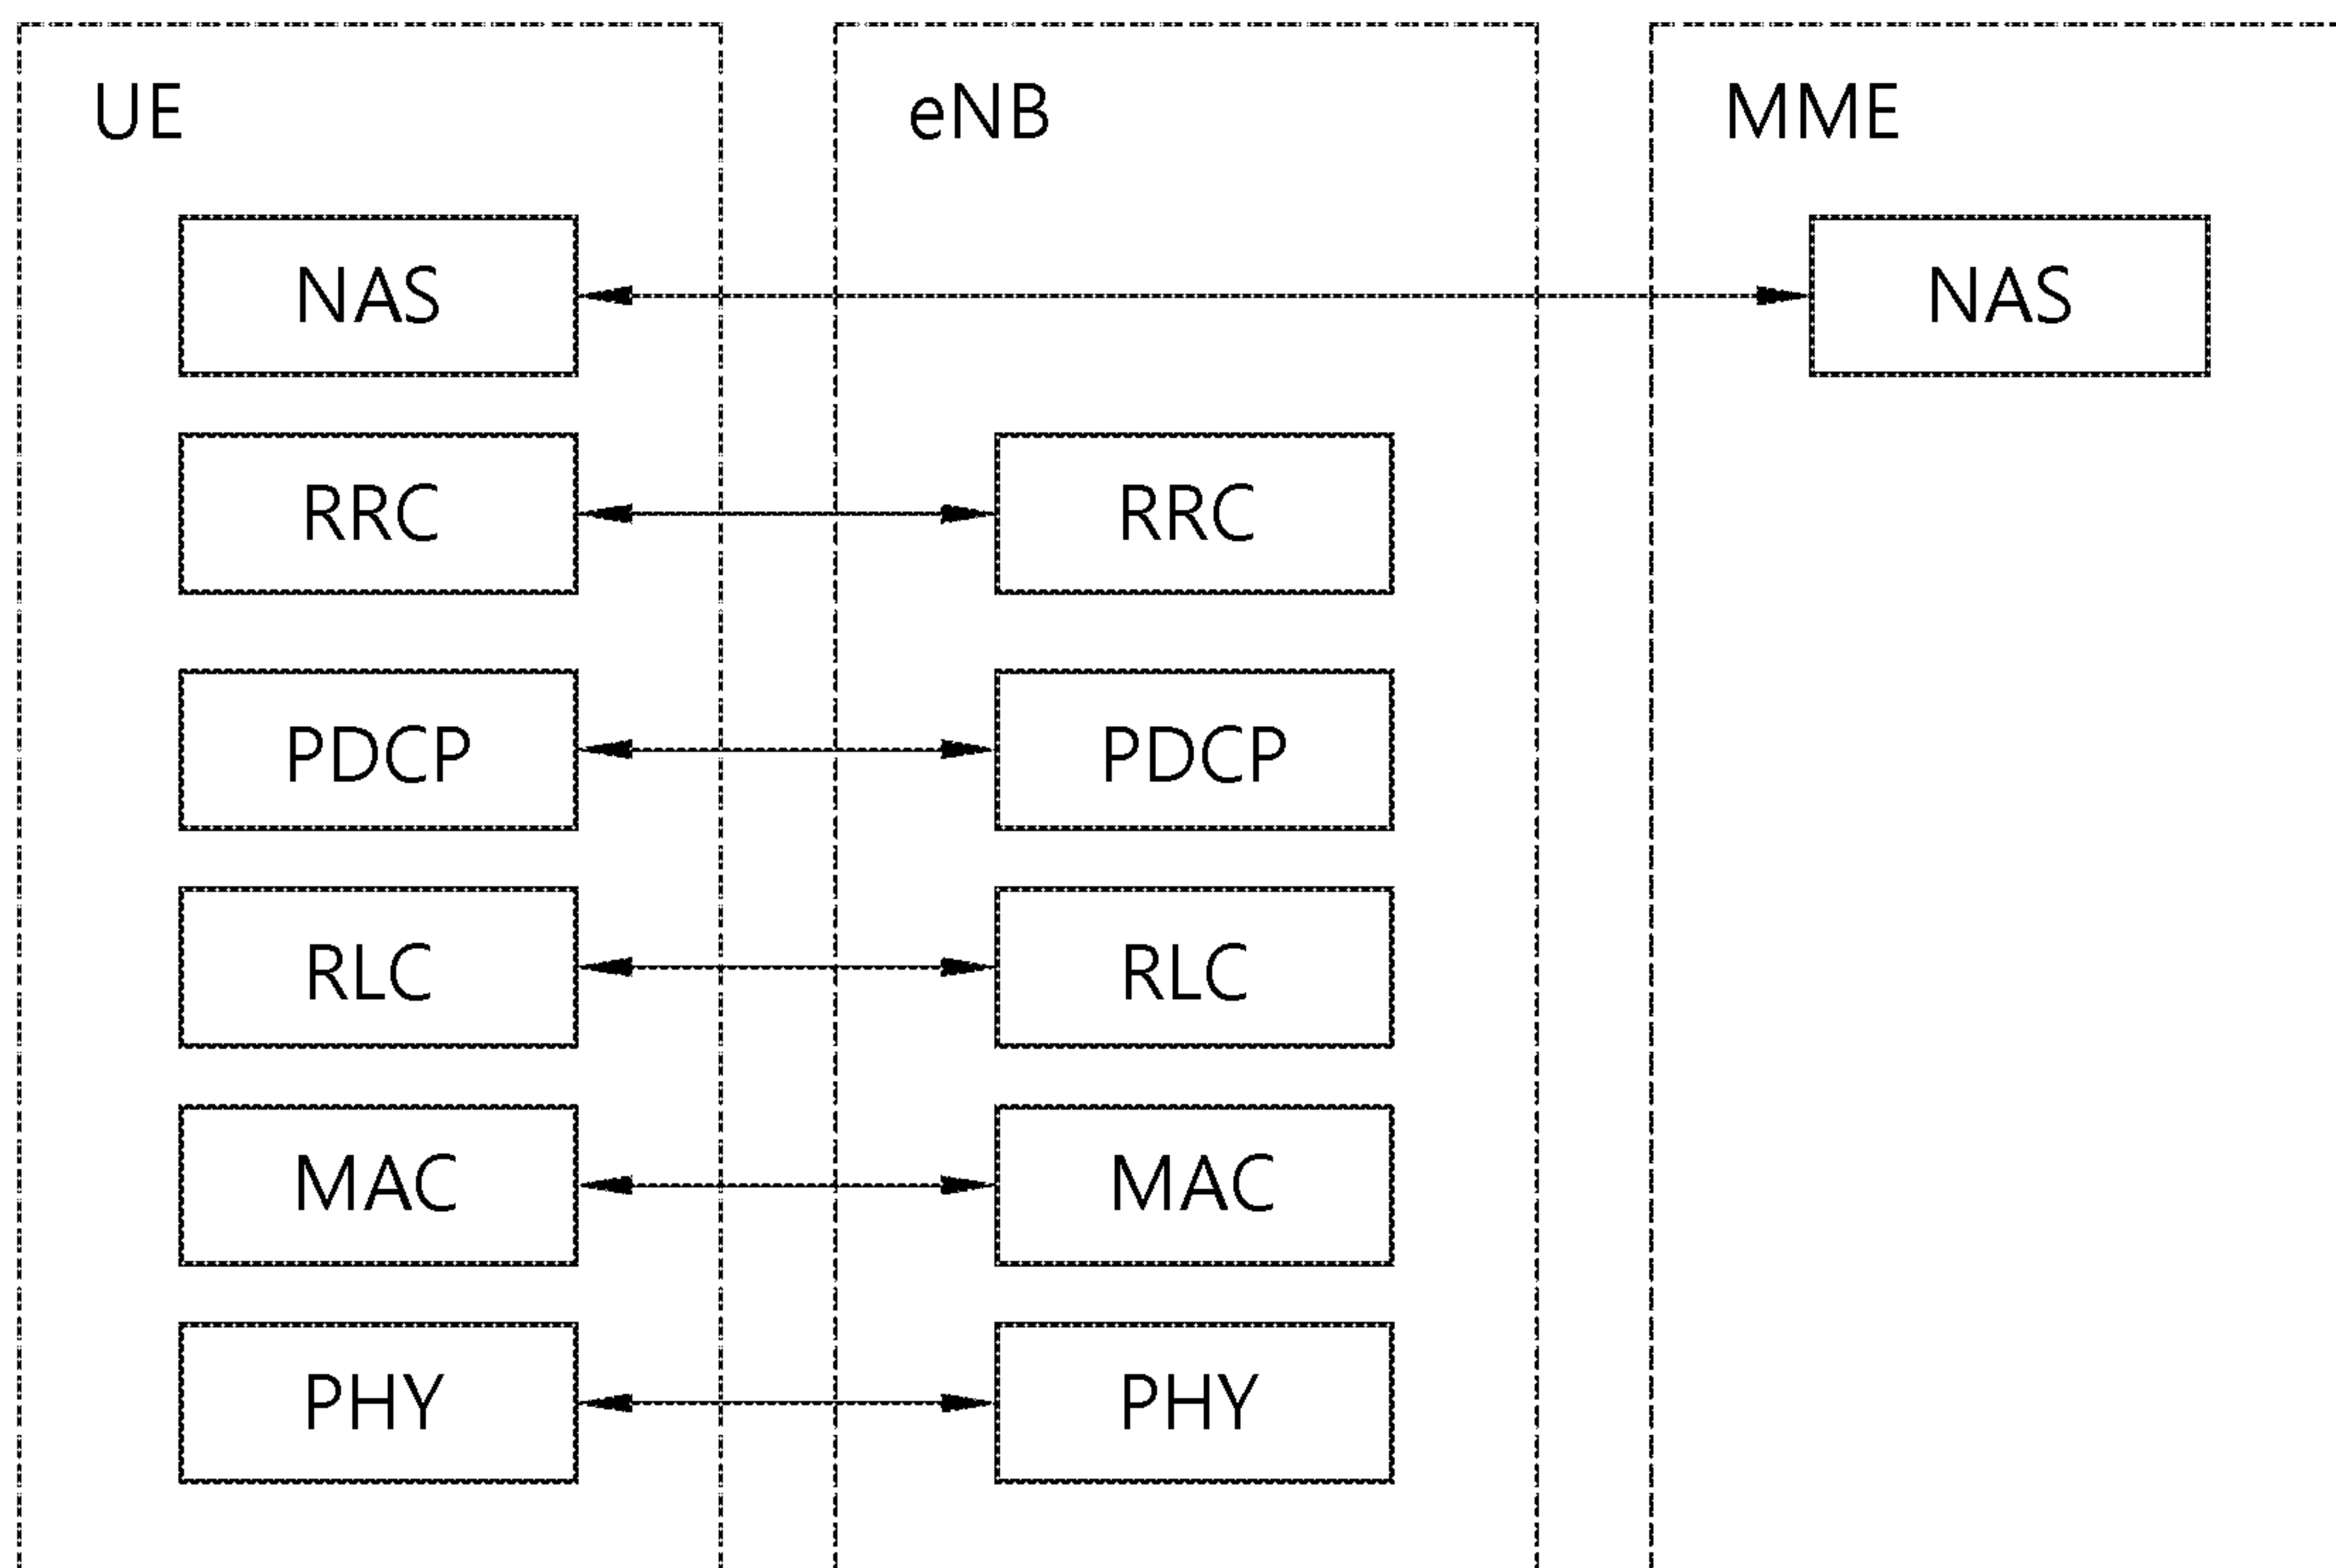 UE eNB MME
NAS NAS
RRC RRC
PDCP PDCP
RLC RLC
MAC MAC
PHY PHY